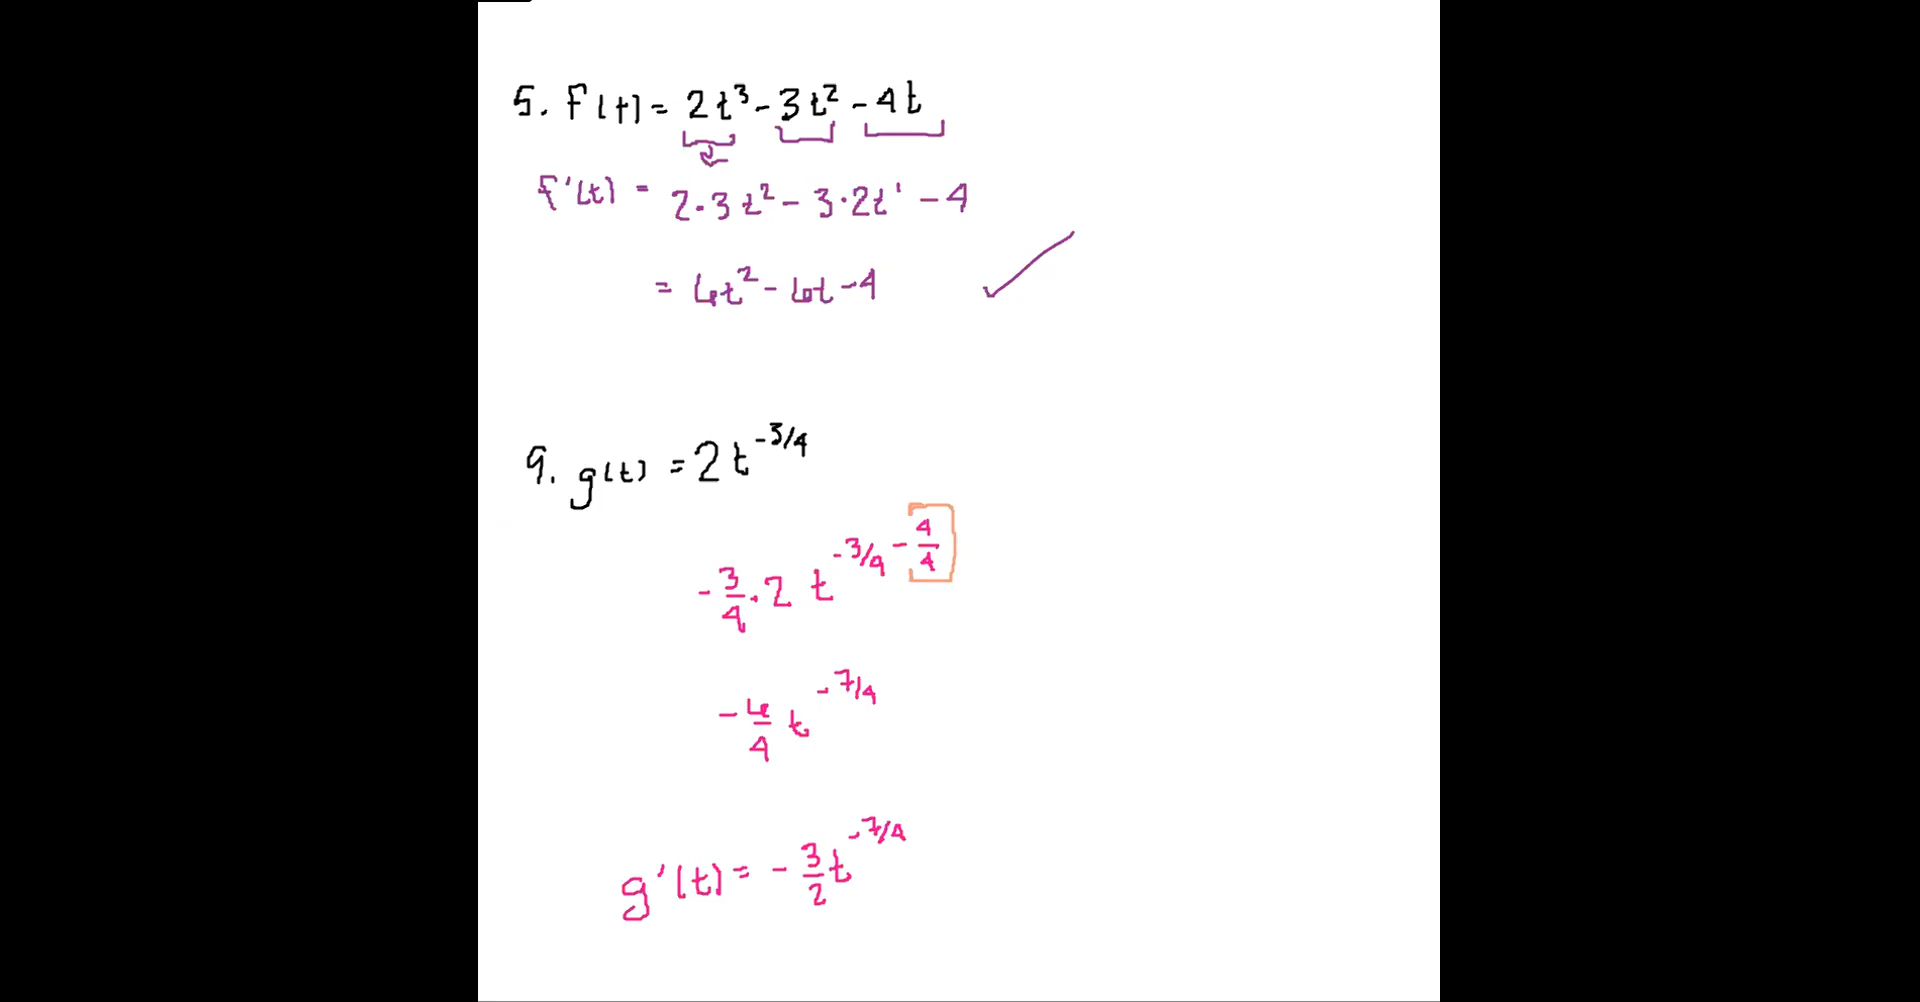 5. f(t) = 2t³ - 3t² - 4t
f'(t) = 2·3t² - 3·2t¹ - 4
= 6t² - 6t - 4
9. g(t) = 2t^-3/4
-3/4 · 2 t^-3/4 - 4/4
-6/4 t^-7/4
g'(t) = -3/2 t^-7/4